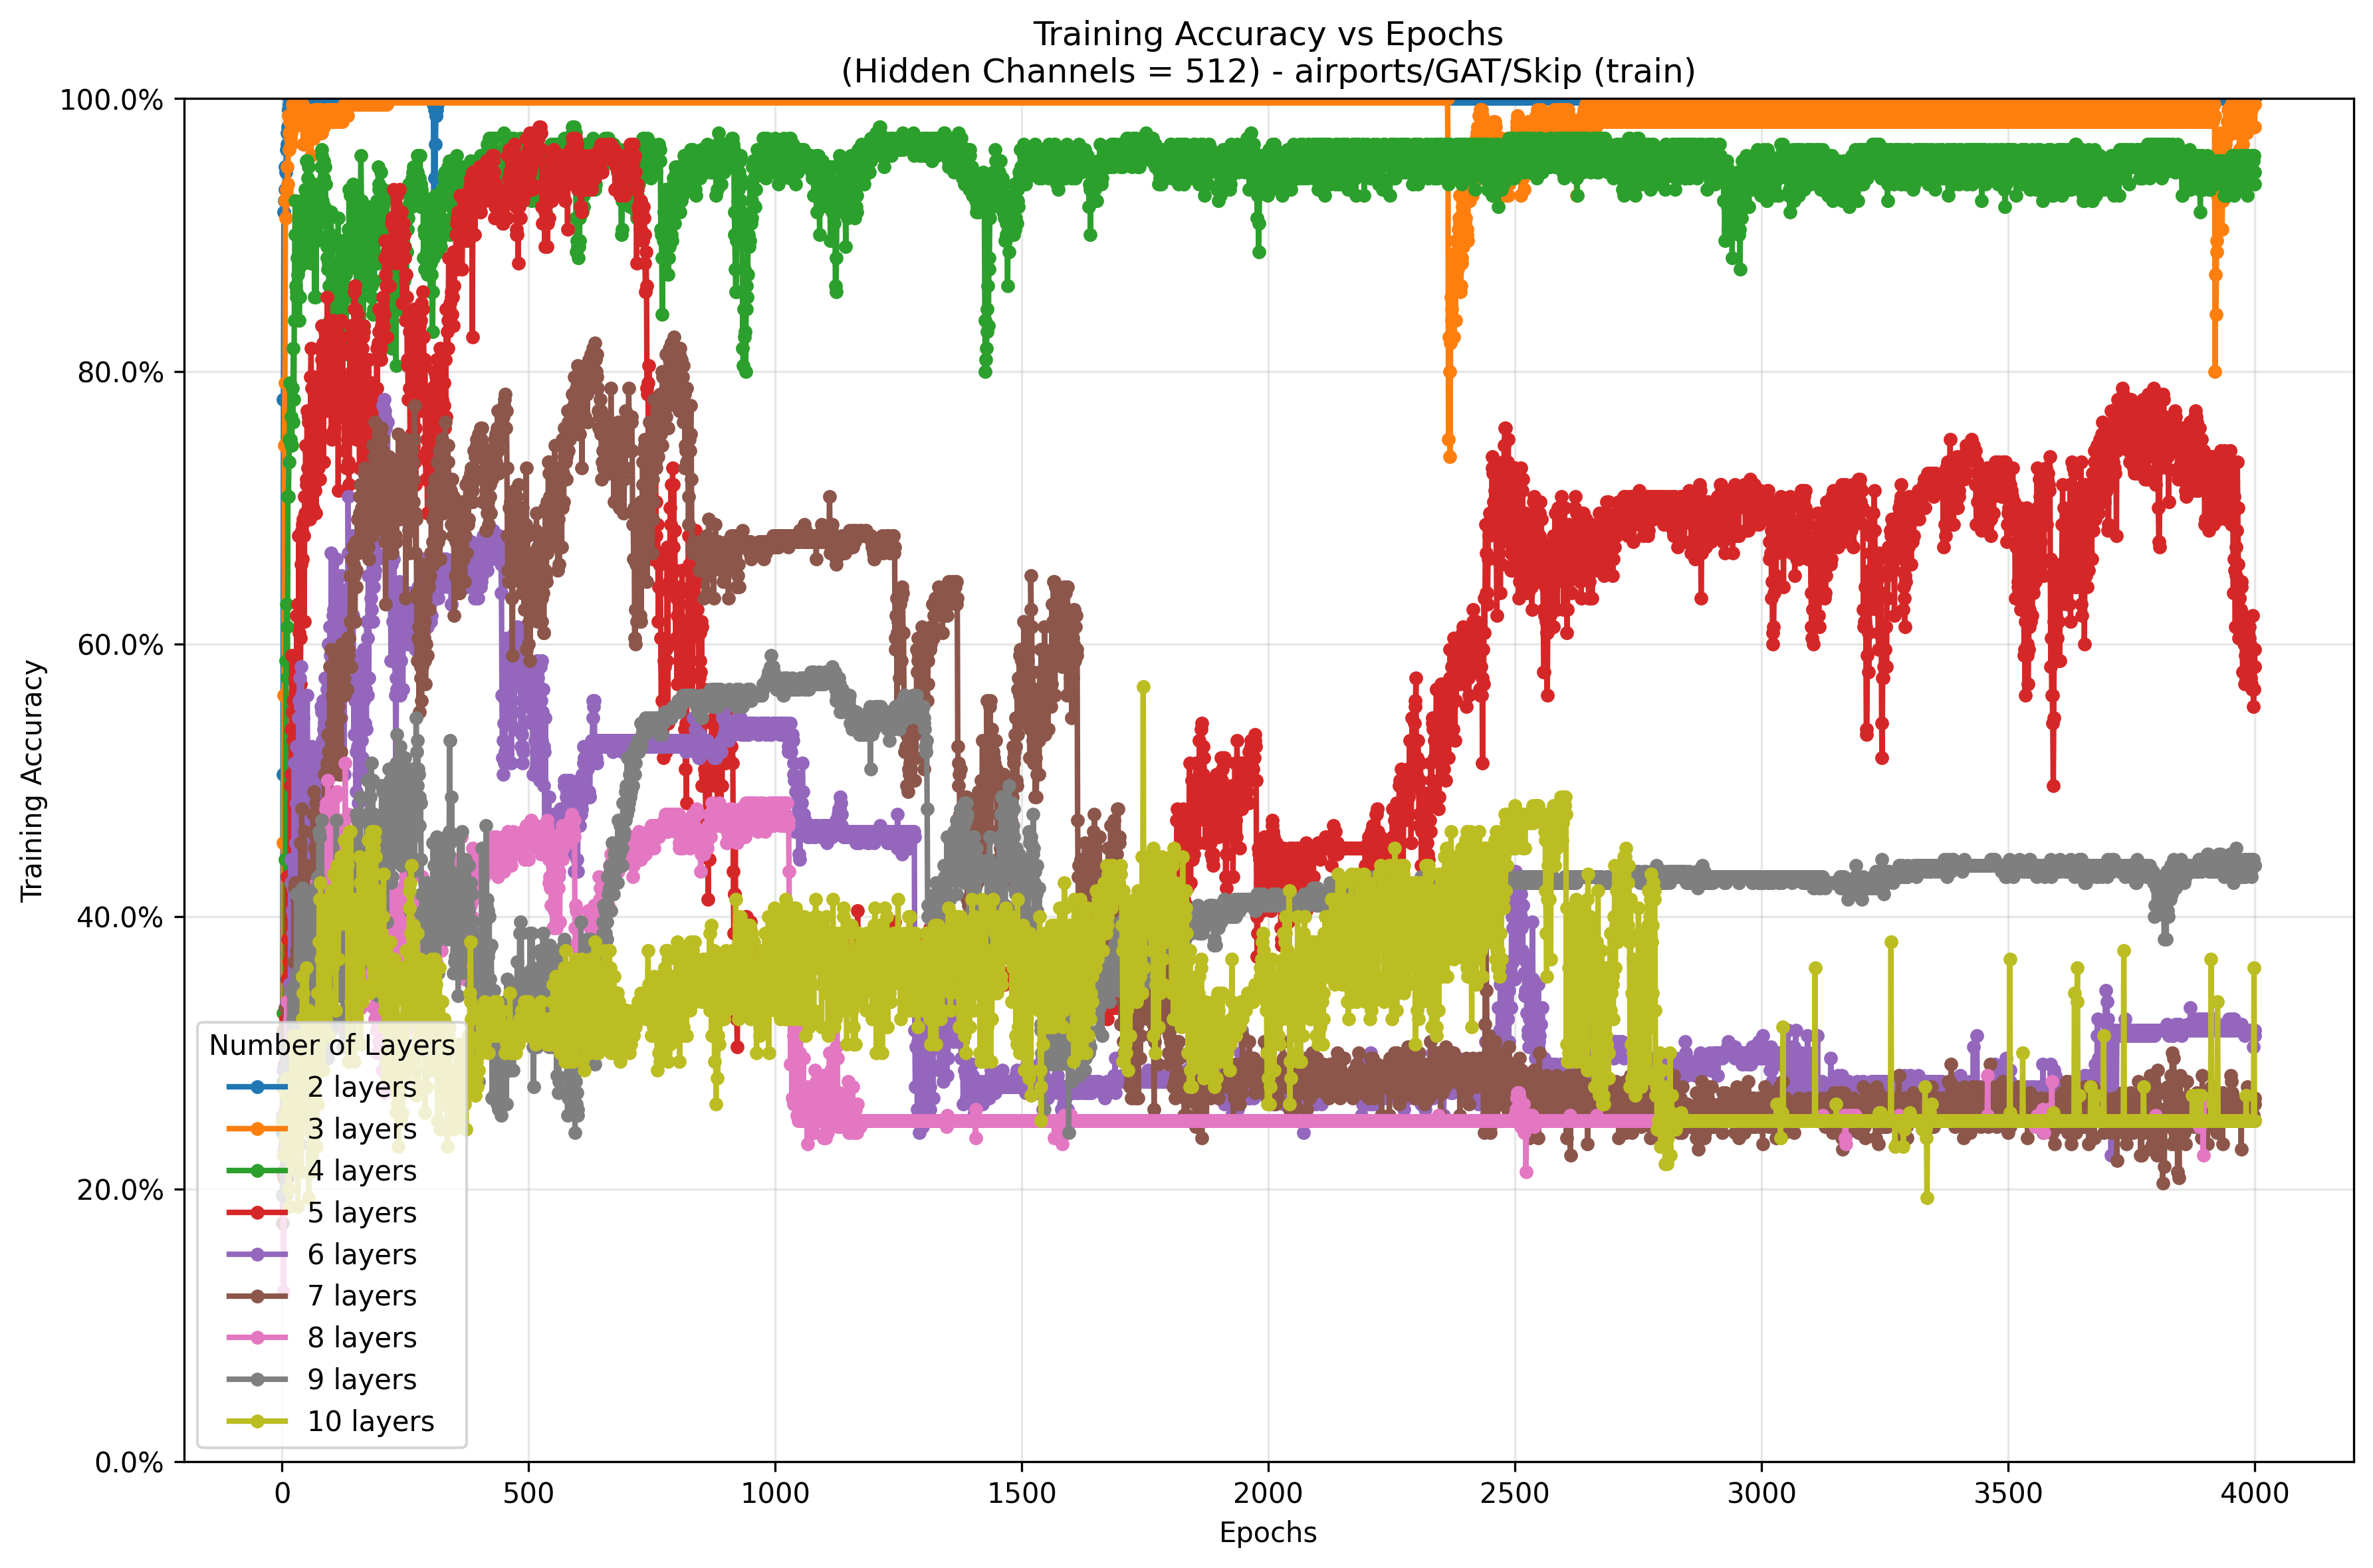 Training Accuracy vs Epochs
(Hidden Channels = 512) - airports/GAT/Skip (train)
100.0%
80.0%
60.0%
40.0%
20.0%
0.0%
Training Accuracy
Number of Layers
2 layers
3 layers
4 layers
5 layers
6 layers
7 layers
8 layers
9 layers
10 layers
0 500 1000 1500 2000 2500 3000 3500 4000
Epochs